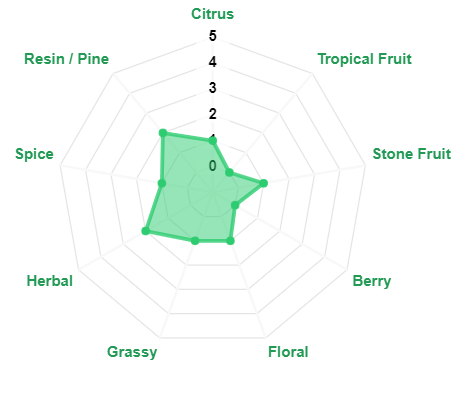 Citrus
5
Resin / Pine
Tropical Fruit
4
3
2
1
Spice
Stone Fruit
0
Herbal
Berry
Grassy
Floral